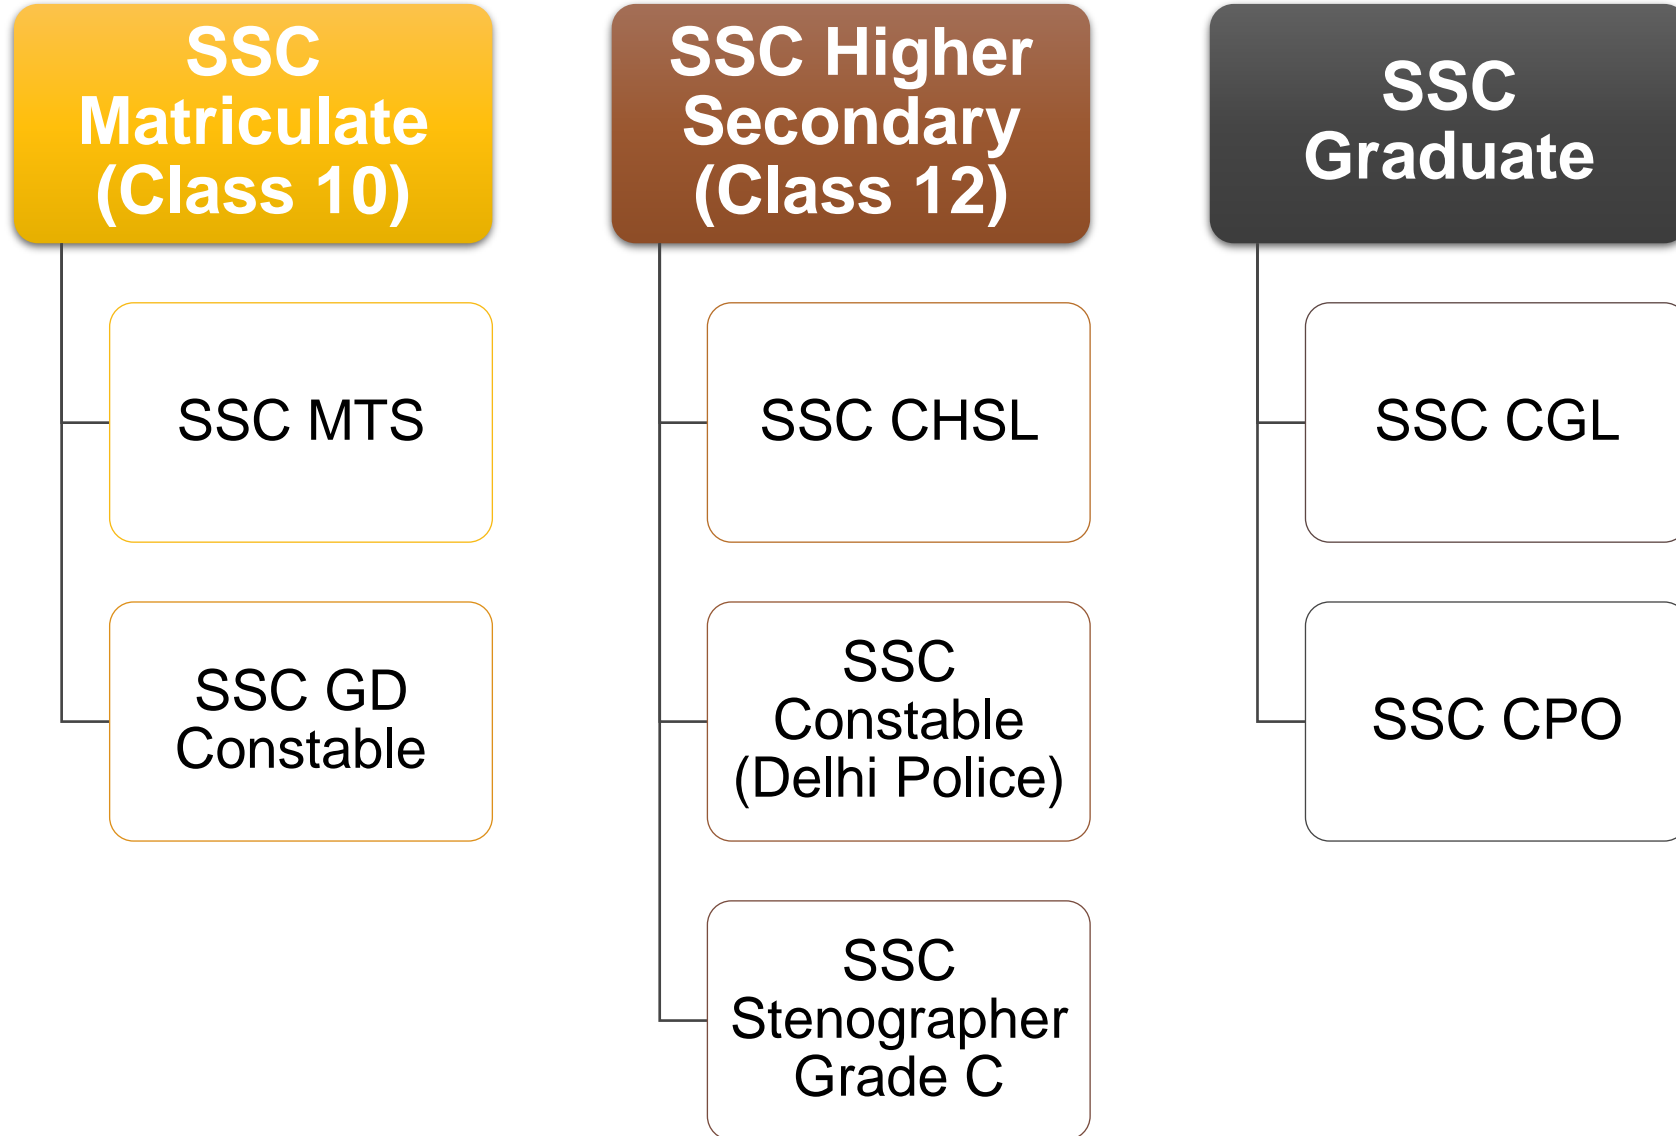 SSC
Matriculate
(Class 10)
SSC MTS
SSC GD
Constable
SSC Higher
Secondary
(Class 12)
SSC CHSL
SSC
Constable
(Delhi Police)
SSC
Stenographer
Grade C
SSC
Graduate
SSC CGL
SSC CPO